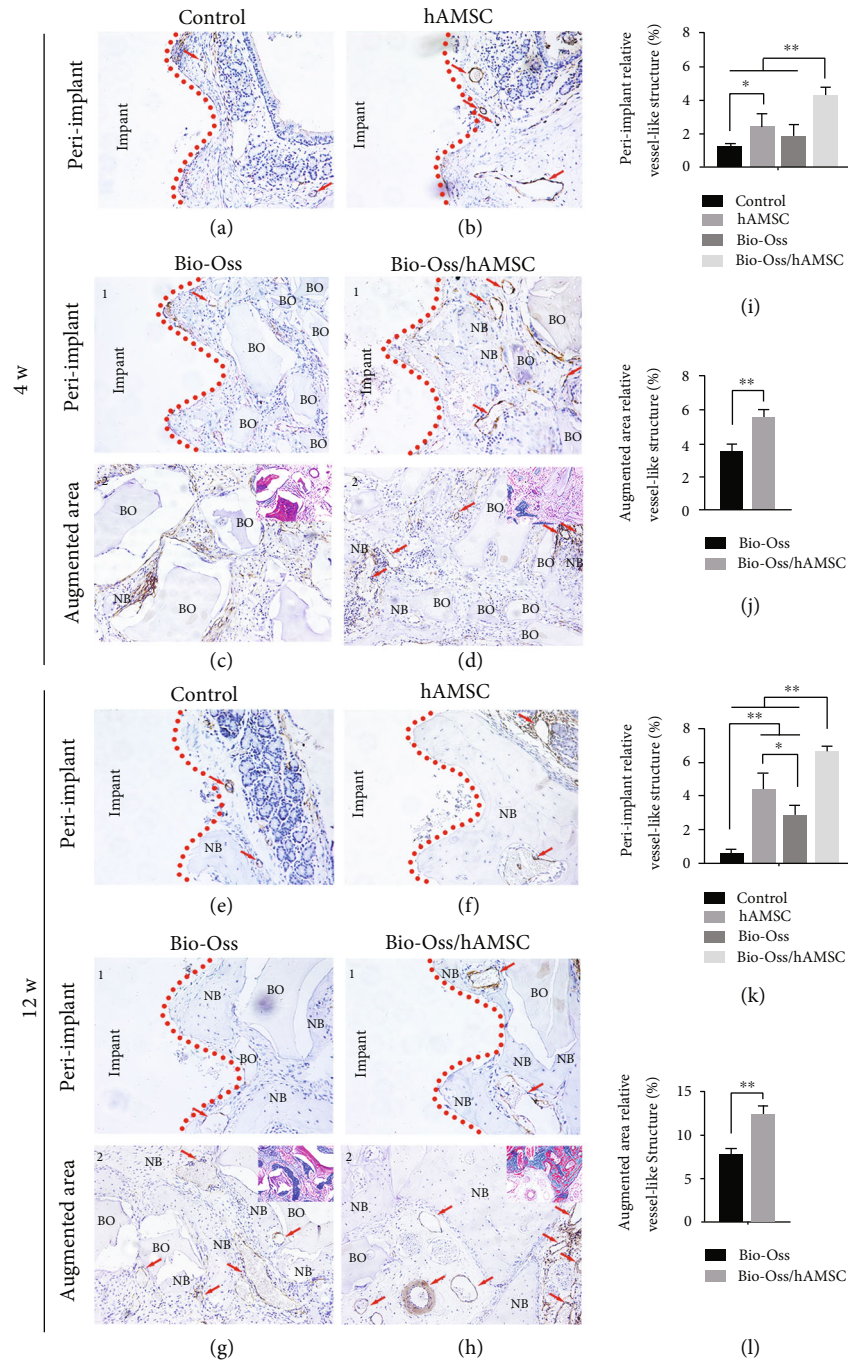 Control
hAMSC
4 w
Peri-implant
Impant
Impant
(a)
(b)
Bio-Oss
Bio-Oss/hAMSC
Peri-implant
1
Impant
BO
BO
BO
BO
BO
BO
BO
1
Impant
NB
NB
BO
BO
BO
Augmented area
2
BO
BO
NB
BO
2
NB
BO
BO
NB
NB
BO
BO
BO
BO
(c)
(d)
Peri-implant relative
vessel-like structure (%)
8
6
4
2
0
*
**
Control
hAMSC
Bio-Oss
Bio-Oss/hAMSC
(i)
Augmented area relative
vessel-like structure (%)
8
6
4
2
0
**
Bio-Oss
Bio-Oss/hAMSC
(j)
12 w
Control
hAMSC
Peri-implant
Impant
NB
Impant
NB
(e)
(f)
Bio-Oss
Bio-Oss/hAMSC
Peri-implant
1
Impant
NB
BO
NB
BO
NB
1
Impant
NB
BO
NB
NB
NB
Augmented area
2
NB
NB
BO
BO
BO
NB
NB
NB
2
NB
NB
BO
NB
(g)
(h)
Peri-implant relative
vessel-like structure (%)
8
6
4
2
0
**
**
*
Control
hAMSC
Bio-Oss
Bio-Oss/hAMSC
(k)
Augmented area relative
vessel-like Structure (%)
15
10
5
0
**
Bio-Oss
Bio-Oss/hAMSC
(l)